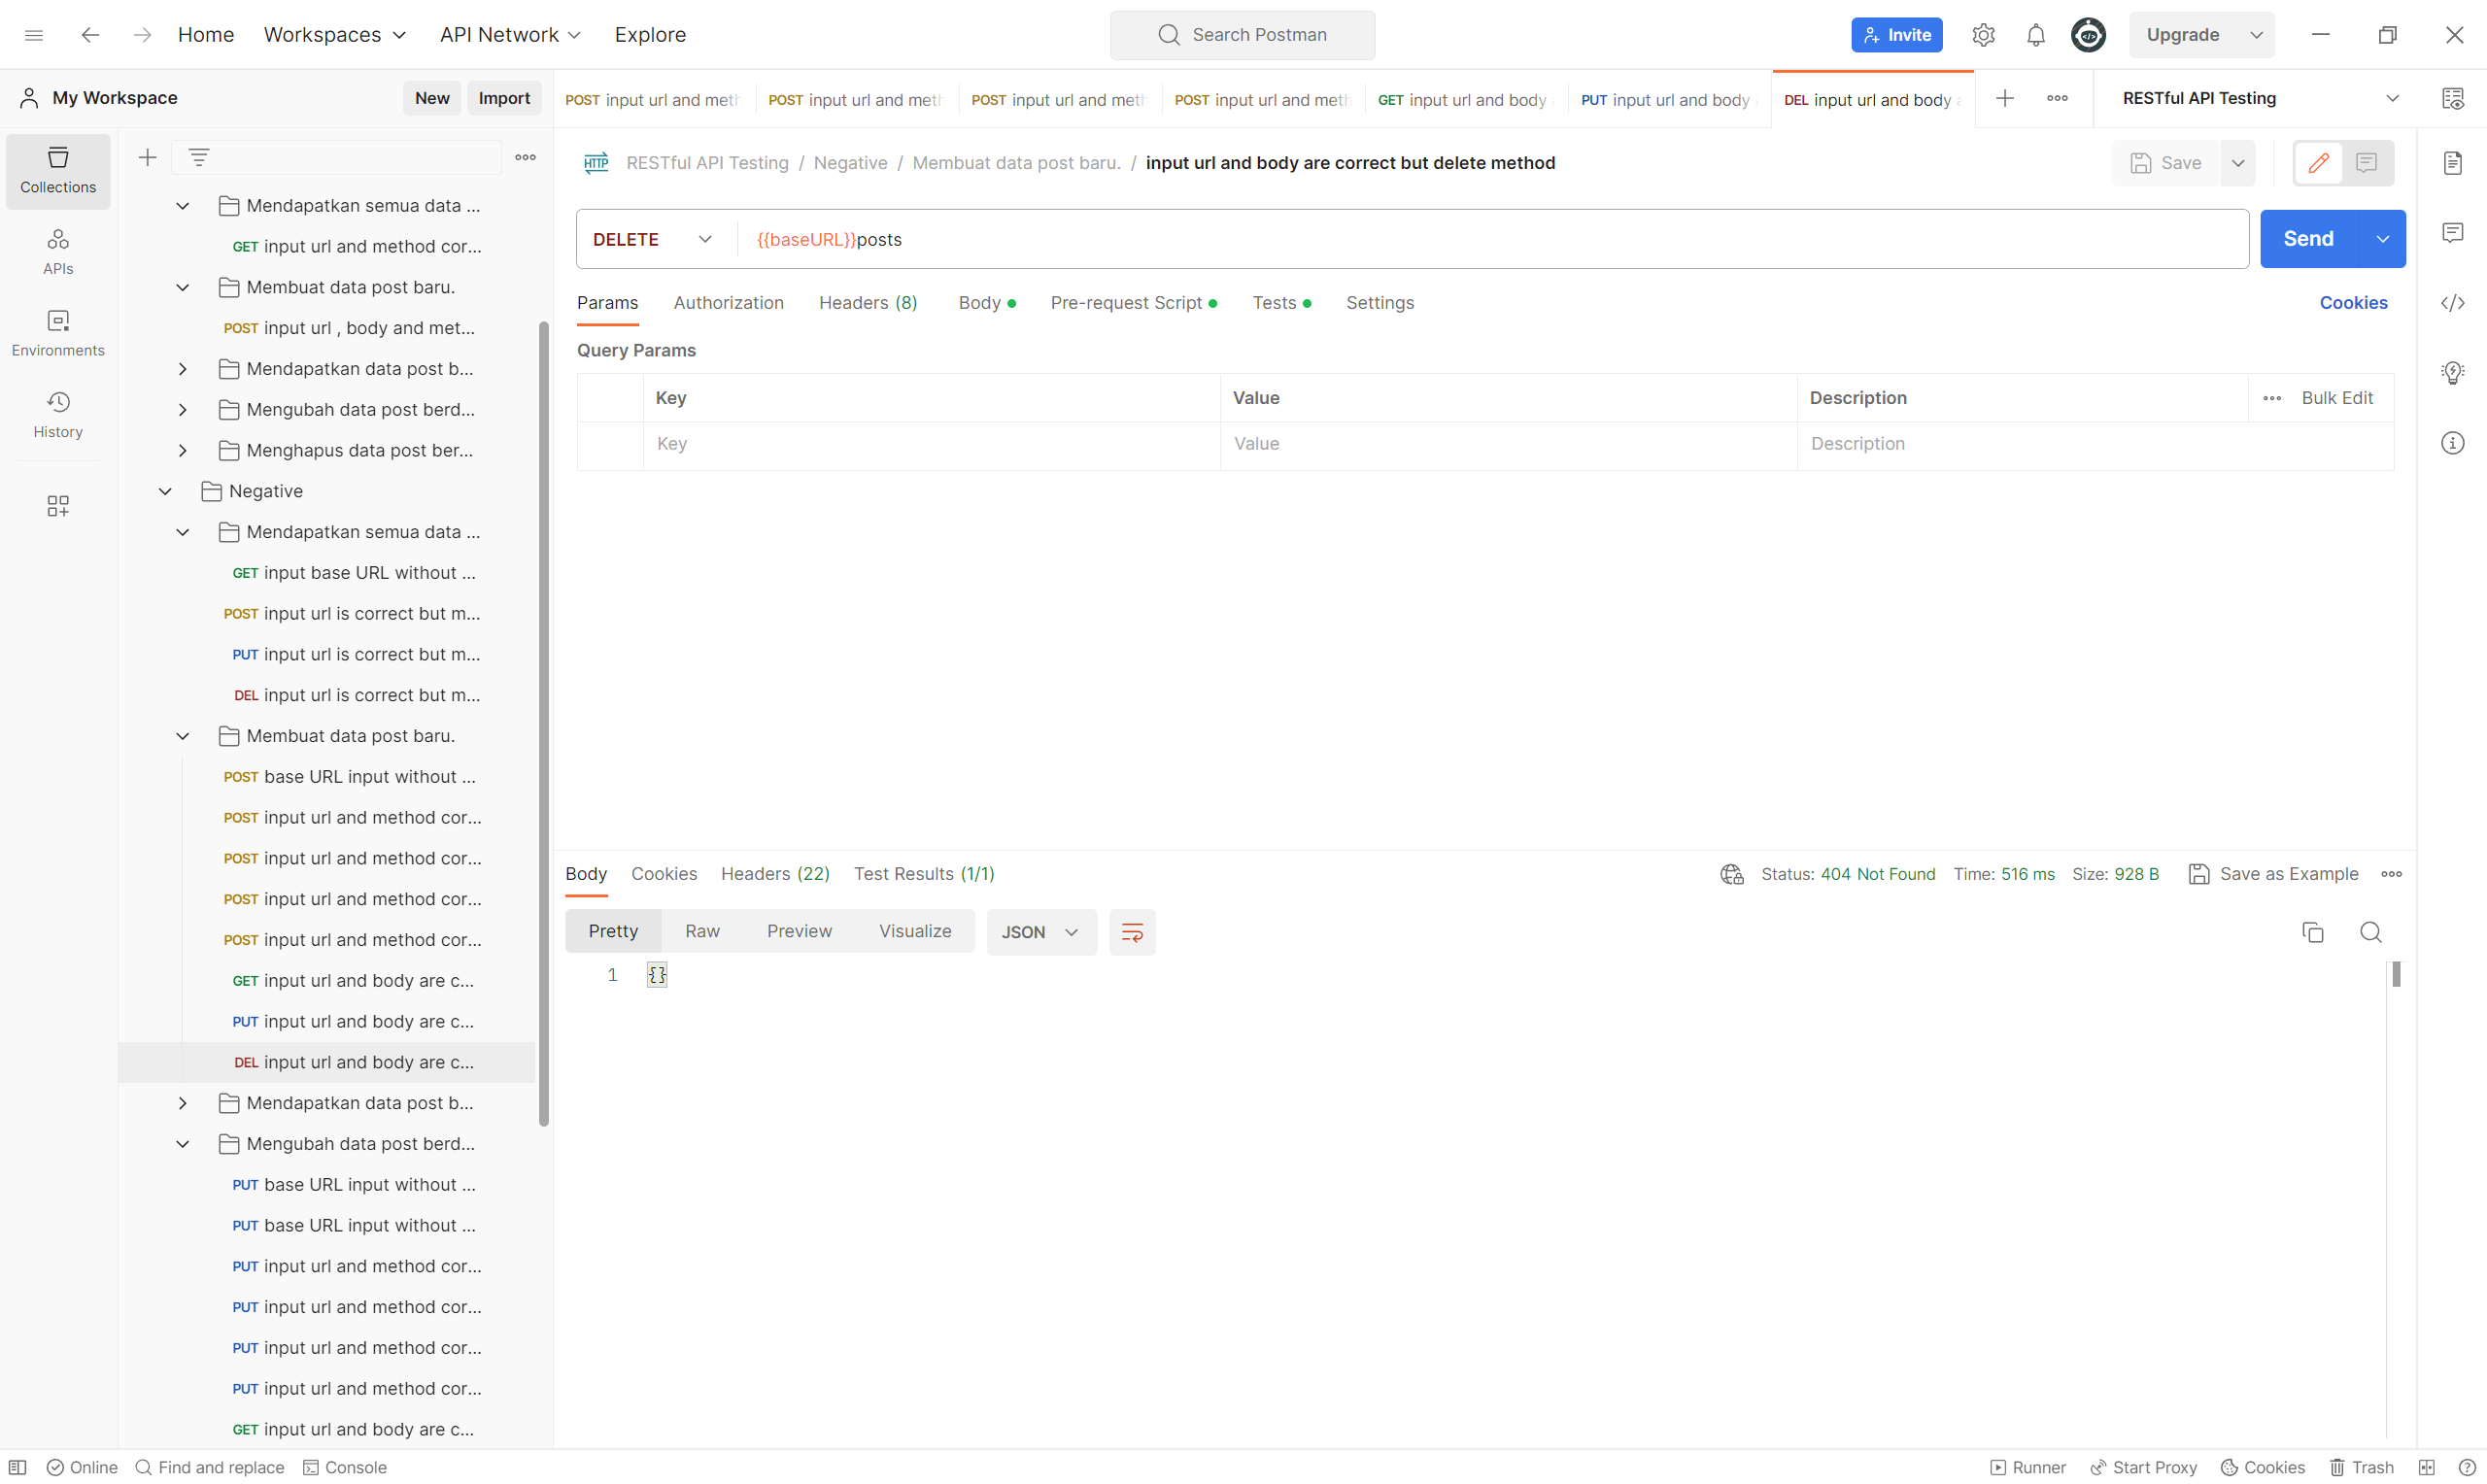 Home Workspaces API Network Explore Search Postman Invite Upgrade
My Workspace New Import
POST input url and meth POST input url and meth POST input url and meth POST input url and meth GET input url and body PUT input url and body DEL input url and body RESTful API Testing
Collections
APIs
Environments
History
Mendapatkan semua data ...
GET input url and method cor...
Membuat data post baru.
POST input url , body and met...
Mendapatkan data post b...
Mengubah data post berd...
Menghapus data post ber...
Negative
Mendapatkan semua data ...
GET input base URL without ...
POST input url is correct but m...
PUT input url is correct but m...
DEL input url is correct but m...
Membuat data post baru.
POST base URL input without ...
POST input url and method cor...
POST input url and method cor...
POST input url and method cor...
POST input url and method cor...
GET input url and body are c...
PUT input url and body are c...
DEL input url and body are c...
Mendapatkan data post b...
Mengubah data post berd...
PUT base URL input without ...
PUT base URL input without ...
PUT input url and method cor...
PUT input url and method cor...
PUT input url and method cor...
PUT input url and method cor...
GET input url and body are c...
HTTP RESTful API Testing / Negative / Membuat data post baru. / input url and body are correct but delete method Save
DELETE {{baseURL}}posts Send
Params Authorization Headers (8) Body Pre-request Script Tests Settings Cookies
Query Params
Key Value Description Bulk Edit
Key Value Description
Body Cookies Headers (22) Test Results (1/1) Status: 404 Not Found Time: 516 ms Size: 928 B Save as Example
Pretty Raw Preview Visualize JSON
1 {}
Online Find and replace Console Runner Start Proxy Cookies Trash